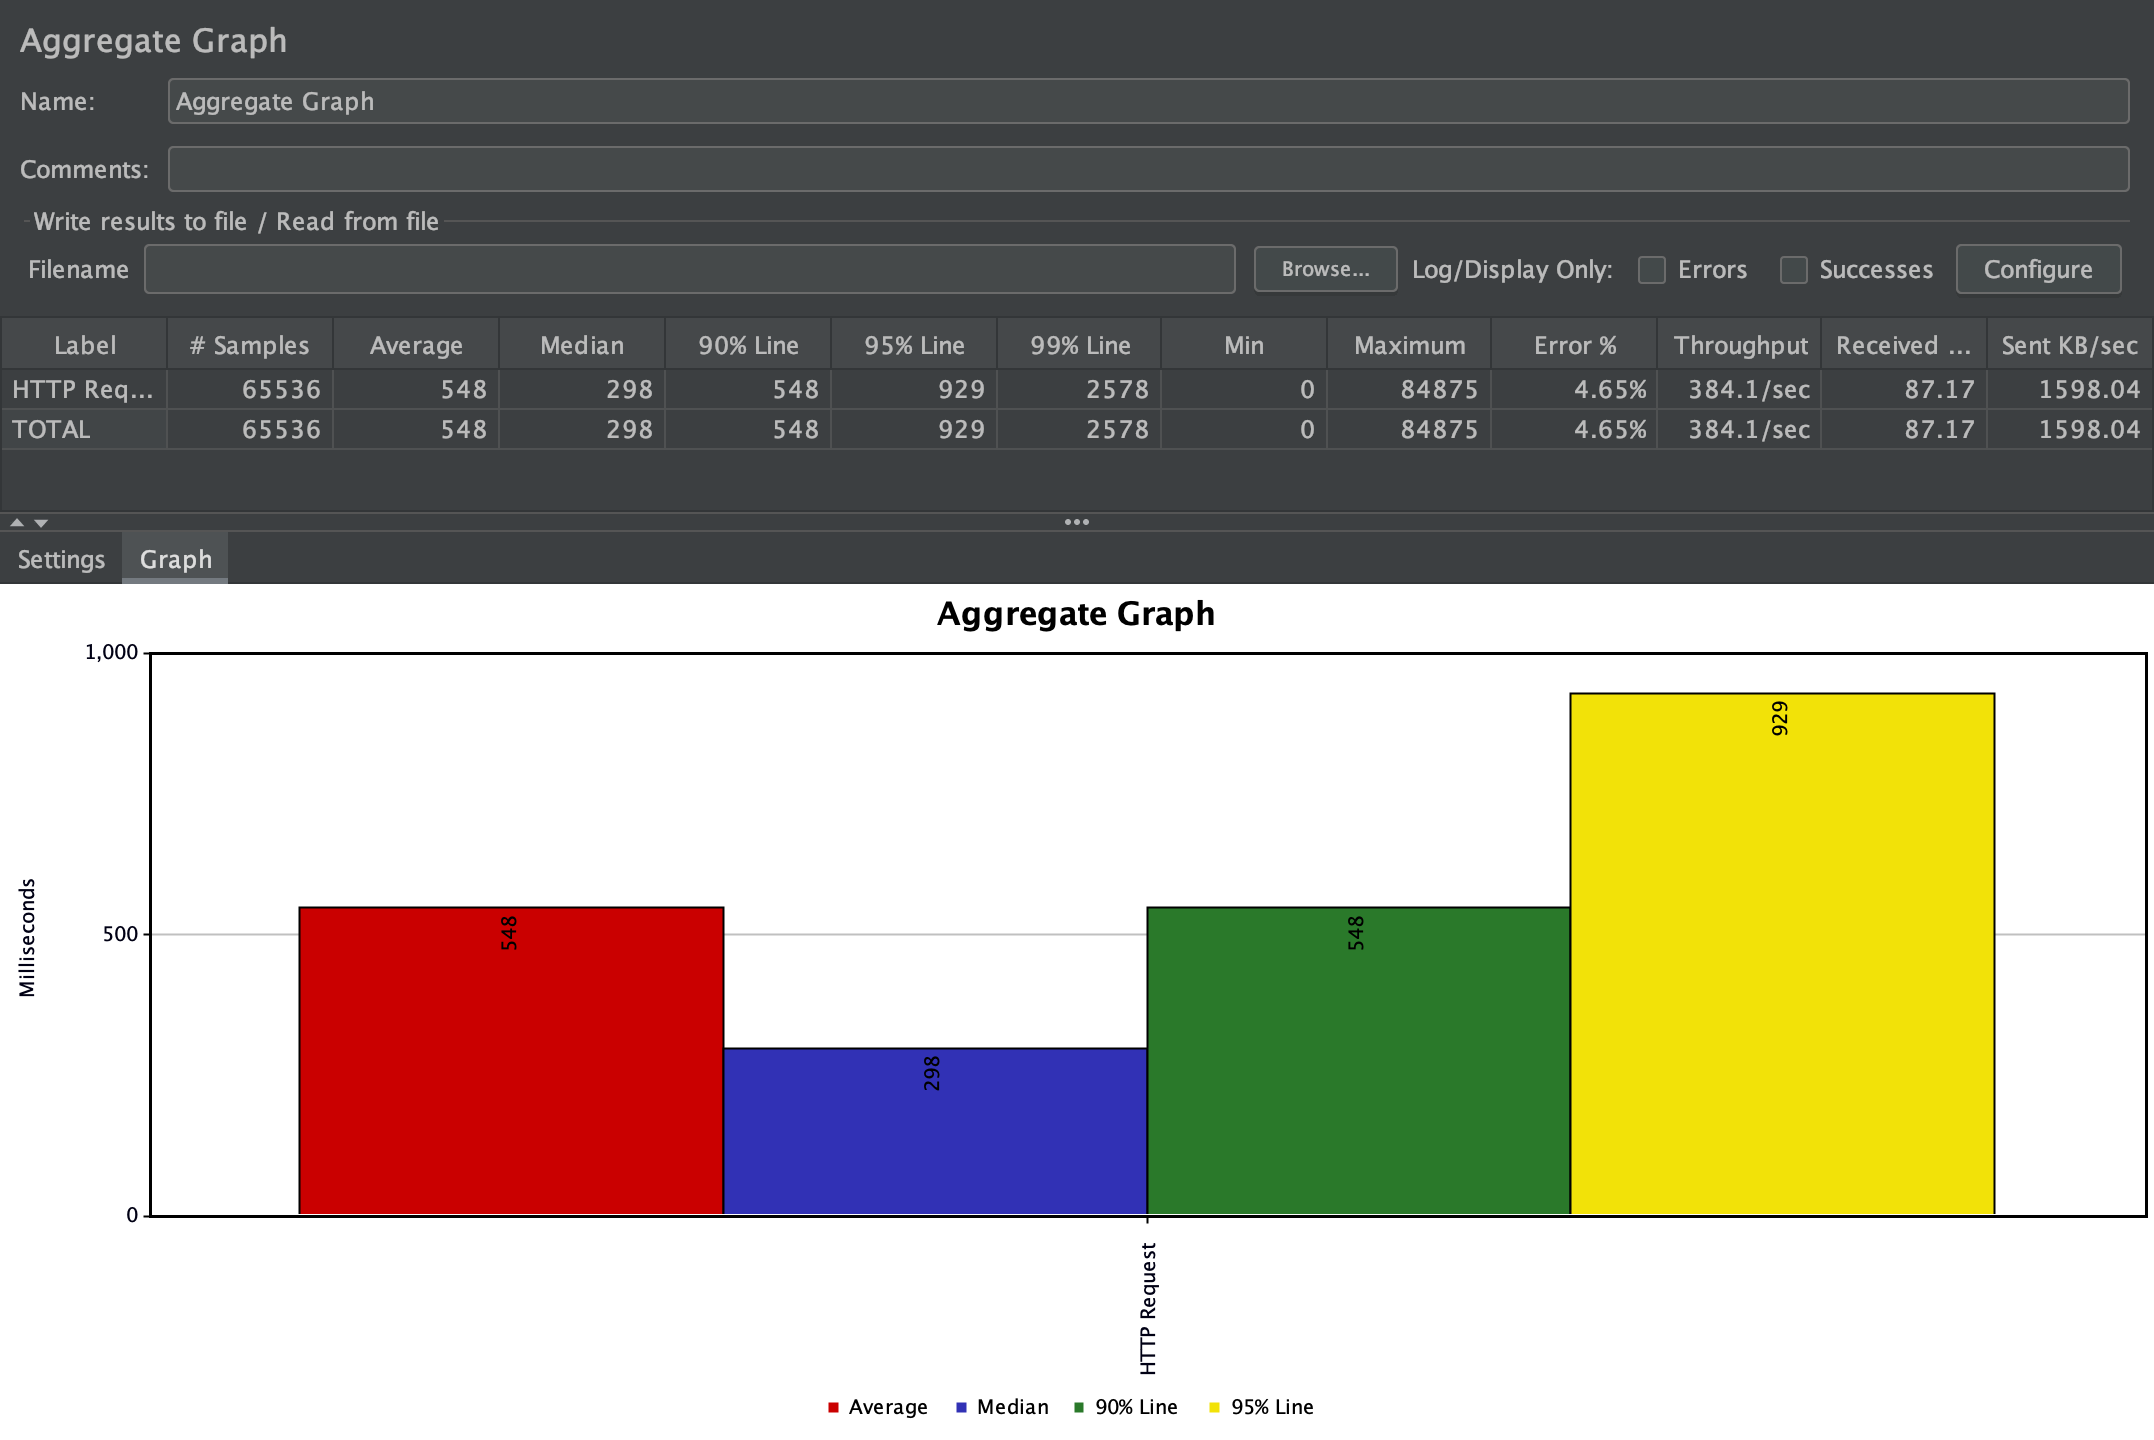 Aggregate Graph
Name: Aggregate Graph
Comments:
Write results to file / Read from file
Filename Browse... Log/Display Only: Errors Successes Configure
Label # Samples Average Median 90% Line 95% Line 99% Line Min Maximum Error % Throughput Received ... Sent KB/sec
HTTP Req... 65536 548 298 548 929 2578 0 84875 4.65% 384.1/sec 87.17 1598.04
TOTAL 65536 548 298 548 929 2578 0 84875 4.65% 384.1/sec 87.17 1598.04
Settings Graph
Aggregate Graph
1,000
929
548
548
500
298
0
Milliseconds
HTTP Request
Average Median 90% Line 95% Line